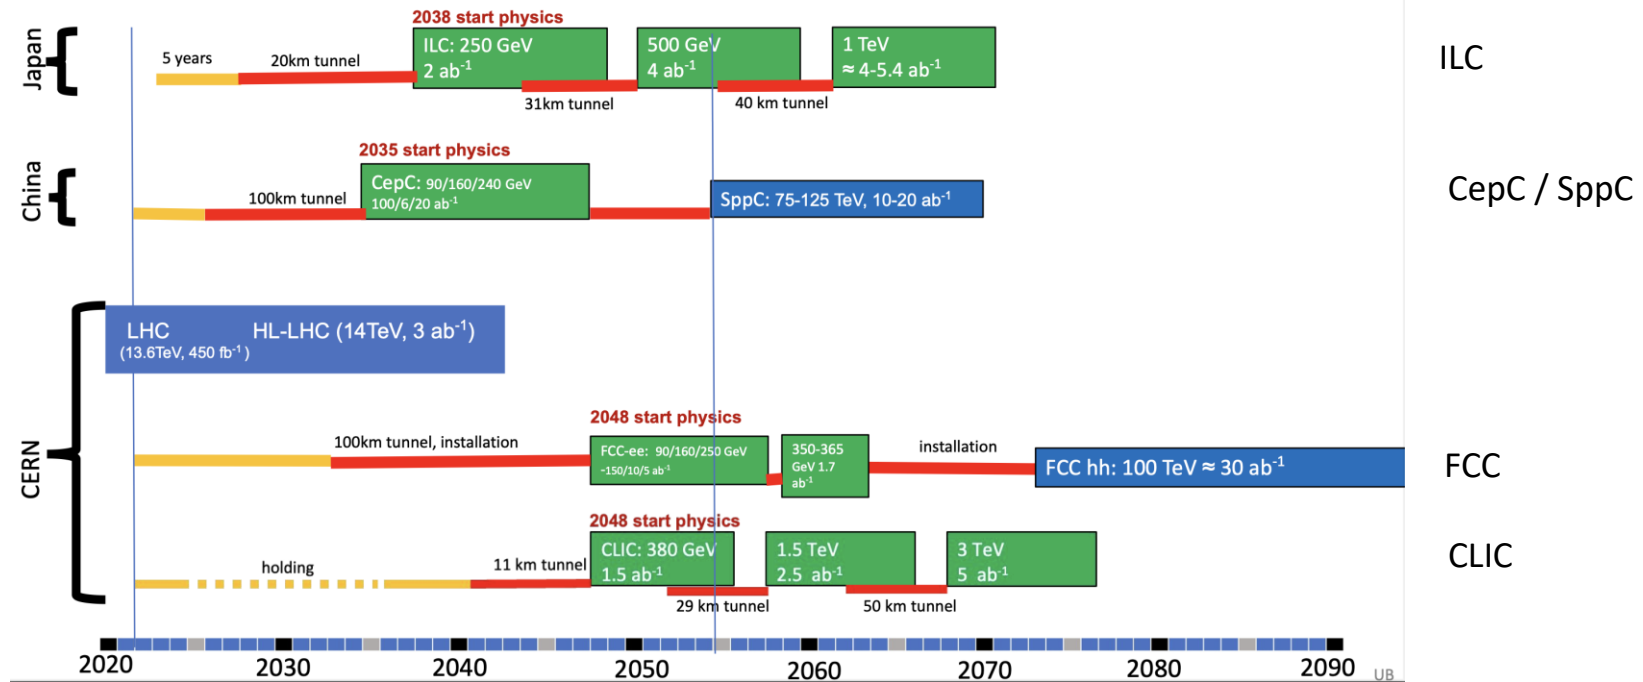 Japan
2038 start physics
5 years
20km tunnel
ILC: 250 GeV
2 ab⁻¹
31km tunnel
500 GeV
4 ab⁻¹
40 km tunnel
1 TeV
≈ 4-5.4 ab⁻¹
ILC
China
2035 start physics
100km tunnel
CepC: 90/160/240 GeV
100/6/20 ab⁻¹
SppC: 75-125 TeV, 10-20 ab⁻¹
CepC / SppC
CERN
LHC HL-LHC (14TeV, 3 ab⁻¹)
(13.6TeV, 450 fb⁻¹ )
2048 start physics
100km tunnel, installation
FCC-ee: 90/160/250 GeV
-150/10/5 ab⁻¹
350-365
GeV 1.7
ab⁻¹
installation
FCC hh: 100 TeV ≈ 30 ab⁻¹
FCC
2048 start physics
holding
11 km tunnel
CLIC: 380 GeV
1.5 ab⁻¹
29 km tunnel
1.5 TeV
2.5 ab⁻¹
50 km tunnel
3 TeV
5 ab⁻¹
CLIC
2020 2030 2040 2050 2060 2070 2080 2090
UB